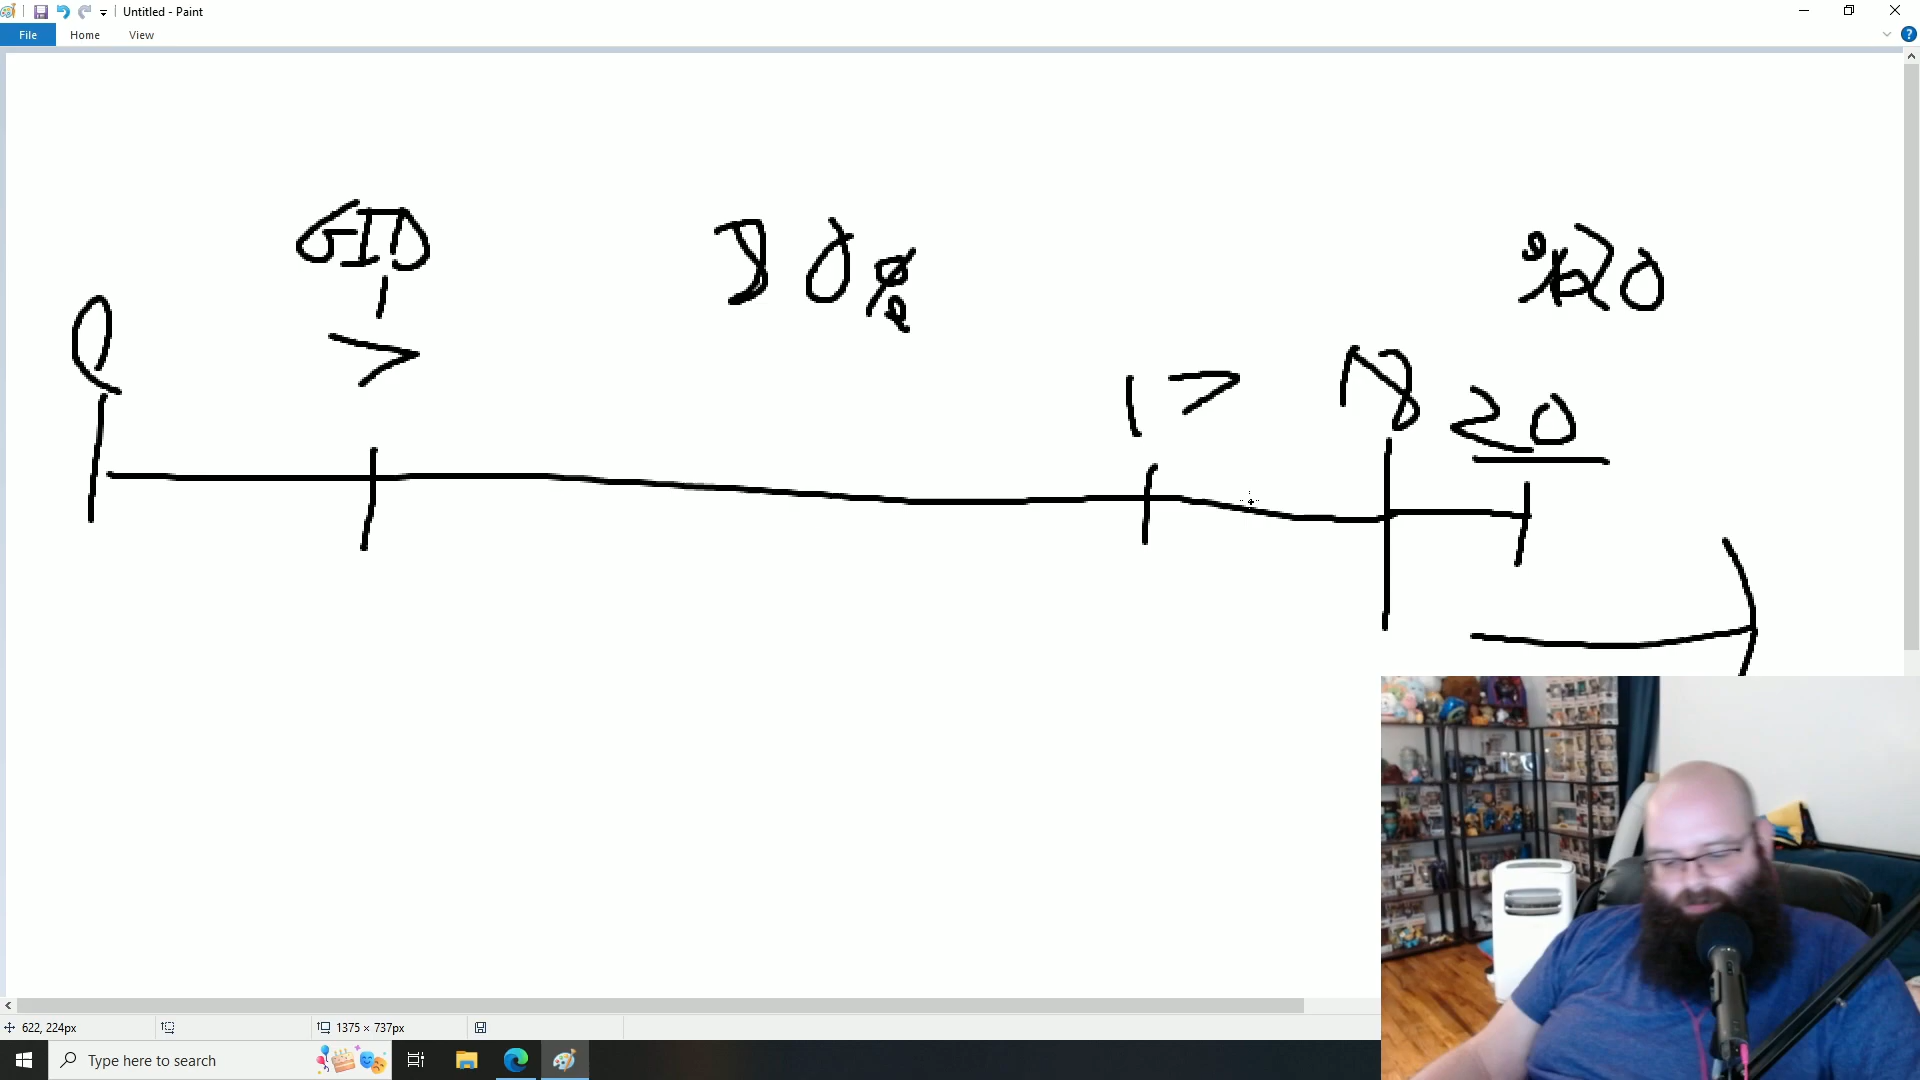 Untitled - Paint
File Home View
GID 80% %20
0 7 17 18 20
622, 224px 1375 × 737px
Type here to search